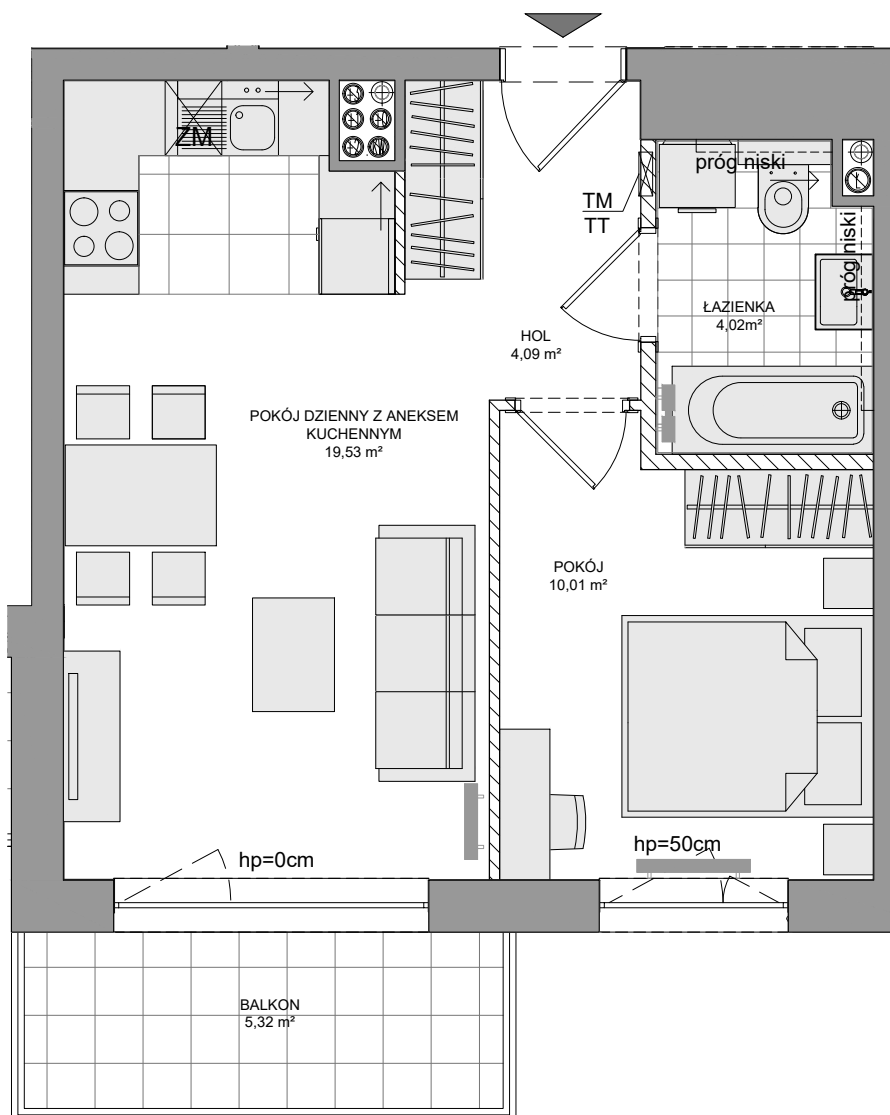 ZM
próg niski
TM
TT
próg niski
ŁAZIENKA
4,02m²
HOL
4,09 m²
POKÓJ DZIENNY Z ANEKSEM
KUCHENNYM
19,53 m²
POKÓJ
10,01 m²
hp=0cm
hp=50cm
BALKON
5,32 m²